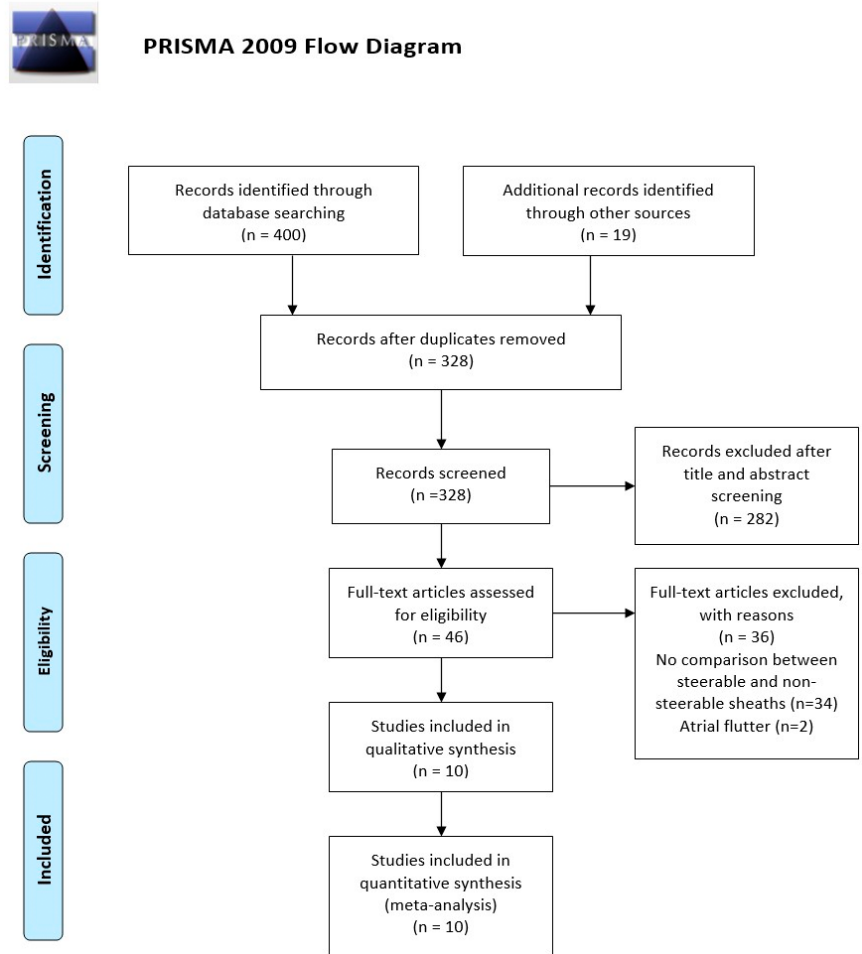 PRISMA
PRISMA 2009 Flow Diagram
Identification
Records identified through
database searching
(n = 400)
Additional records identified
through other sources
(n = 19)
Records after duplicates removed
(n = 328)
Screening
Records screened
(n =328)
Records excluded after
title and abstract
screening
(n = 282)
Eligibility
Full-text articles assessed
for eligibility
(n = 46)
Full-text articles excluded,
with reasons
(n = 36)
No comparison between
steerable and non-
steerable sheaths (n=34)
Atrial flutter (n=2)
Studies included in
qualitative synthesis
(n = 10)
Included
Studies included in
quantitative synthesis
(meta-analysis)
(n = 10)